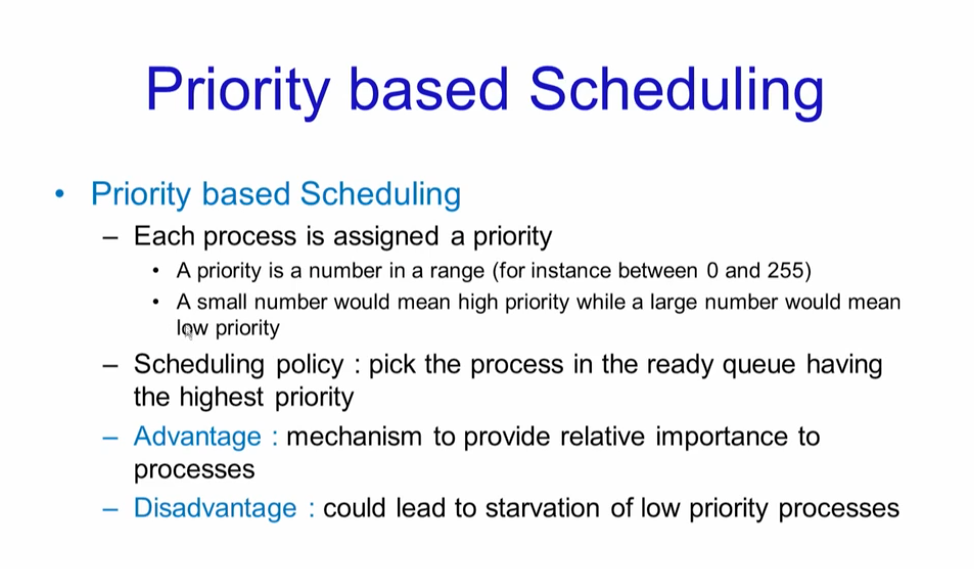 Priority based Scheduling
• Priority based Scheduling
– Each process is assigned a priority
• A priority is a number in a range (for instance between 0 and 255)
• A small number would mean high priority while a large number would mean
low priority
– Scheduling policy : pick the process in the ready queue having
the highest priority
– Advantage : mechanism to provide relative importance to
processes
– Disadvantage : could lead to starvation of low priority processes